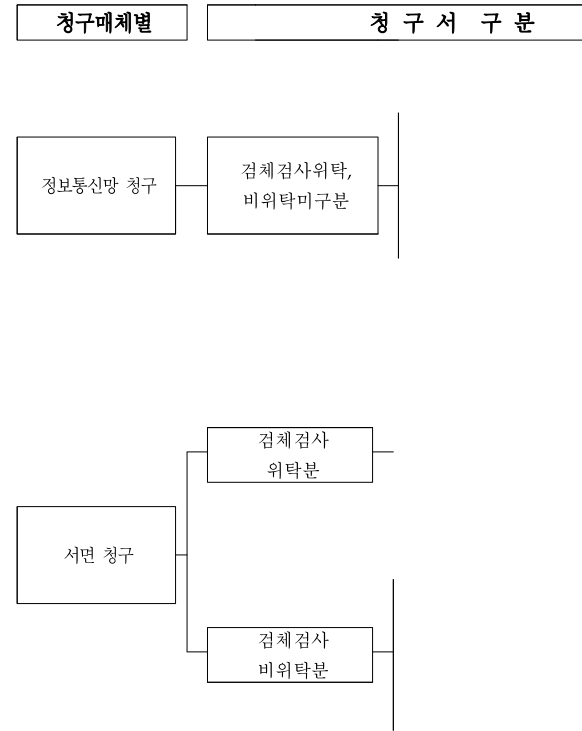 청구매체별
청 구 서 구 분
정보통신망 청구
검체검사위탁,
비위탁미구분
검체검사
위탁분
서면 청구
검체검사
비위탁분